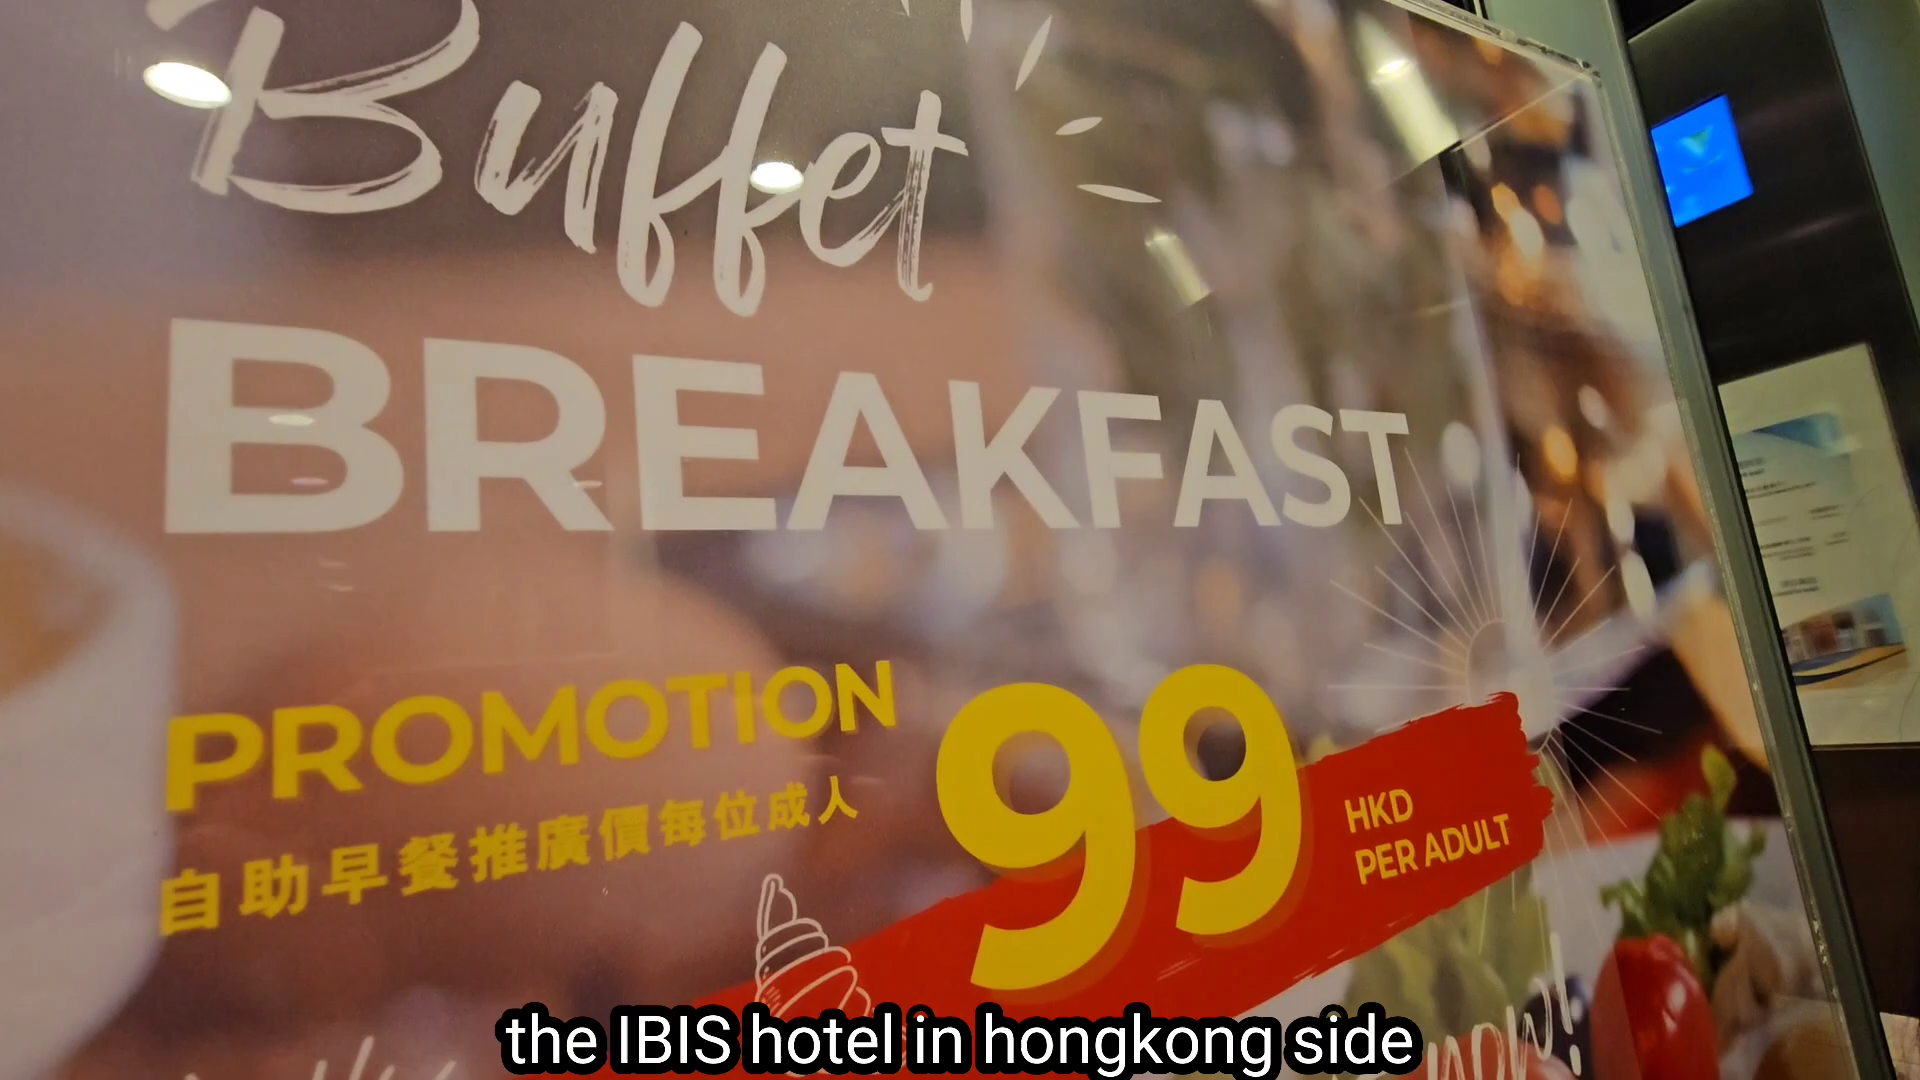 Buffet
BREAKFAST
PROMOTION
自助早餐推廣價每位成人
99
HKD
PER ADULT
now!
the IBIS hotel in hongkong side